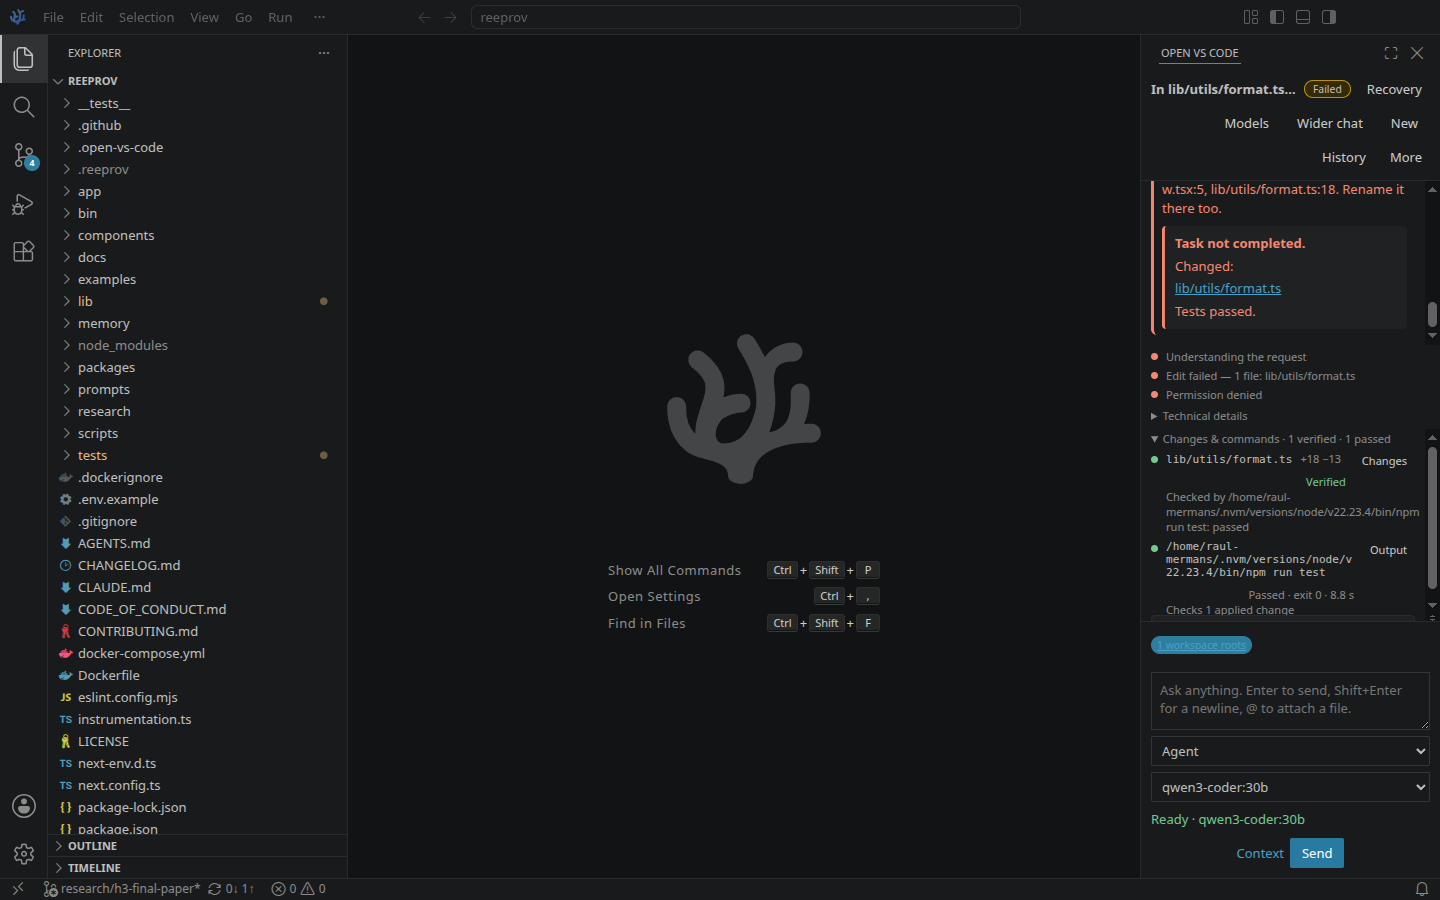 File Edit Selection View Go Run ···
reeprov
EXPLORER
REEPROV
__tests__
.github
.open-vs-code
.reeprov
app
bin
components
docs
examples
lib
memory
node_modules
packages
prompts
research
scripts
tests
.dockerignore
.env.example
.gitignore
AGENTS.md
CHANGELOG.md
CLAUDE.md
CODE_OF_CONDUCT.md
CONTRIBUTING.md
docker-compose.yml
Dockerfile
JS eslint.config.mjs
TS instrumentation.ts
LICENSE
TS next-env.d.ts
TS next.config.ts
{ } package-lock.json
{ } package.json
OUTLINE
TIMELINE
4
Show All Commands Ctrl + Shift + P
Open Settings Ctrl + ,
Find in Files Ctrl + Shift + F
OPEN VS CODE
In lib/utils/format.ts... Failed Recovery
Models Wider chat New
History More
w.tsx:5, lib/utils/format.ts:18. Rename it
there too.
Task not completed.
Changed:
lib/utils/format.ts
Tests passed.
Understanding the request
Edit failed — 1 file: lib/utils/format.ts
Permission denied
Technical details
Changes & commands · 1 verified · 1 passed
lib/utils/format.ts +18 −13 Changes
Verified
Checked by /home/raul-
mermans/.nvm/versions/node/v22.23.4/bin/npm
run test: passed
/home/raul- Output
mermans/.nvm/versions/node/v
22.23.4/bin/npm run test
Passed · exit 0 · 8.8 s
Checks 1 applied change
1 workspace roots
Ask anything. Enter to send, Shift+Enter
for a newline, @ to attach a file.
Agent
qwen3-coder:30b
Ready · qwen3-coder:30b
Context Send
research/h3-final-paper* 0↓ 1↑ 0 0